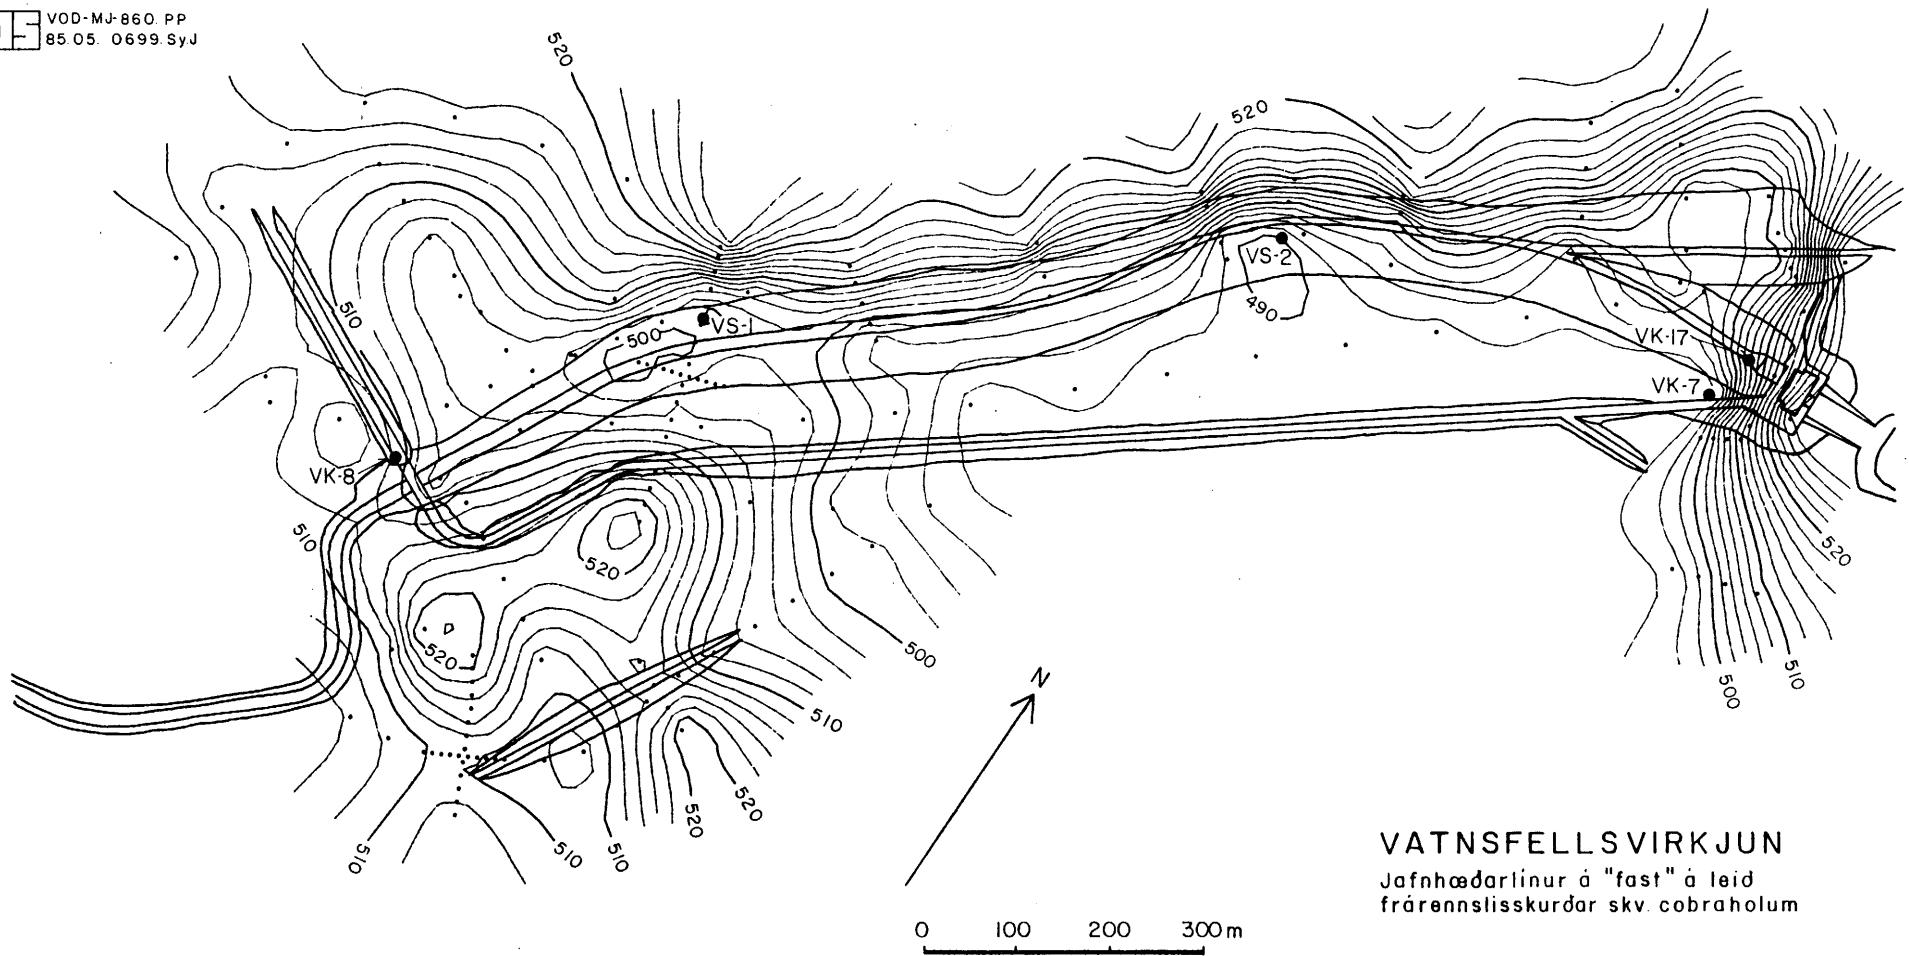 VOD-MJ-860. PP
85.05. 0699. SyJ
520
520
510
500
VS-1
VS-2
490
VK-17
VK-7
VK-8
510
520
520
520
500
510
500
510
N
520
520
510
510
510
0 100 200 300 m
VATNSFELLSVIRKJUN
Jafnhæðarlínur á "fast" á leið
frárennslisskurðar skv. cobraholum